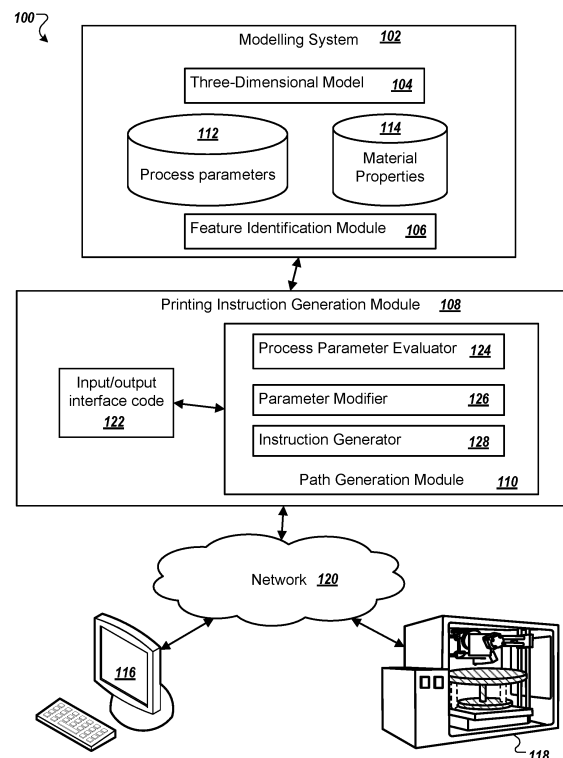 100
Modelling System 102
Three-Dimensional Model 104
112
Process parameters
114
Material
Properties
Feature Identification Module 106
Printing Instruction Generation Module 108
Process Parameter Evaluator 124
Input/output
interface code
122
Parameter Modifier 126
Instruction Generator 128
Path Generation Module 110
Network 120
116
118